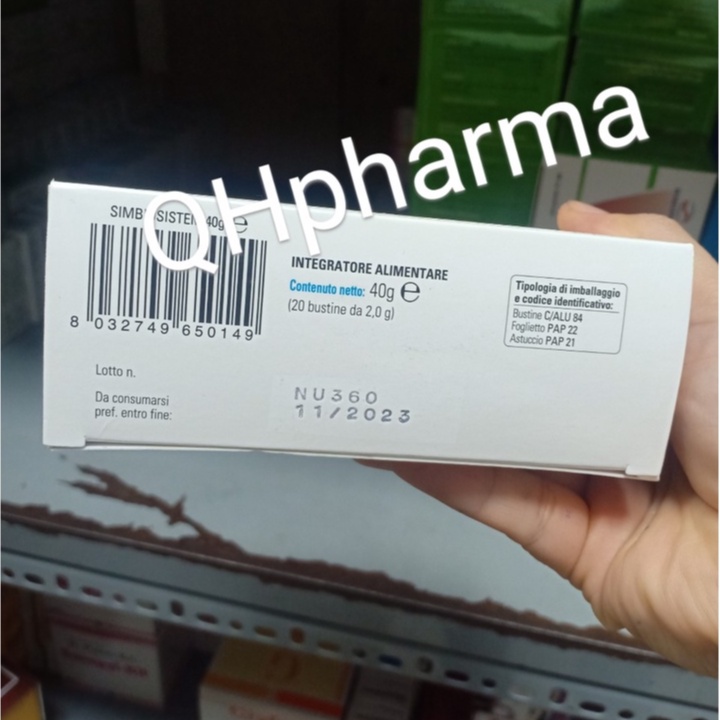 QHpharma
SIMB SISTE 40g e
8 032749 650149
INTEGRATORE ALIMENTARE
Contenuto netto: 40g e
(20 bustine da 2,0 g)
Tipologia di imballaggio
e codice identificativo:
Bustine C/ALU 84
Foglietto PAP 22
Astuccio PAP 21
Lotto n.
Da consumarsi
pref. entro fine:
NU360
11/2023